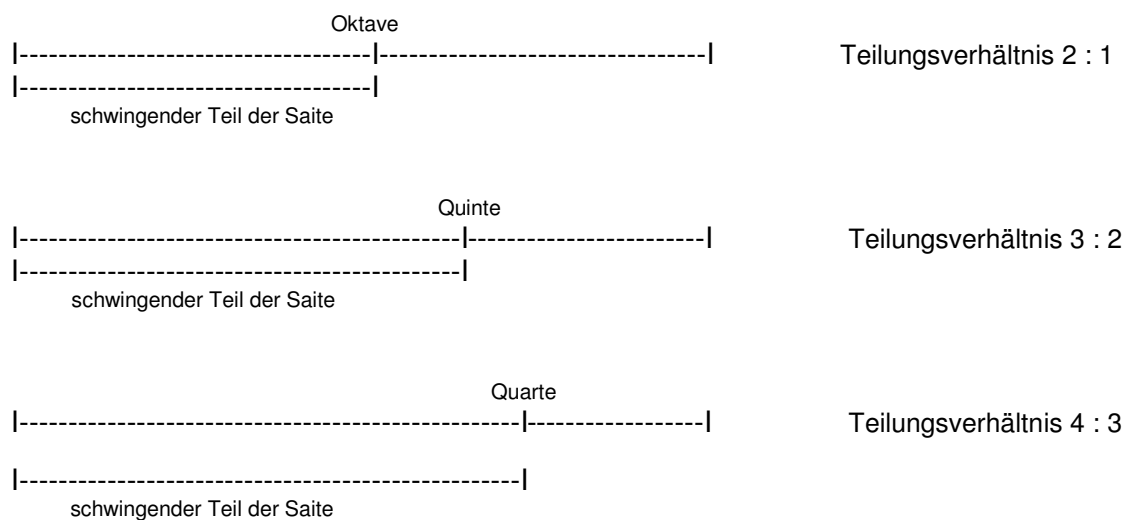 Oktave
|------------------------------------|----------------------------------| Teilungsverhältnis 2 : 1
|------------------------------------|
schwingender Teil der Saite
Quinte
|---------------------------------------------|------------------------| Teilungsverhältnis 3 : 2
|---------------------------------------------|
schwingender Teil der Saite
Quarte
|---------------------------------------------------|------------------| Teilungsverhältnis 4 : 3
|---------------------------------------------------|
schwingender Teil der Saite